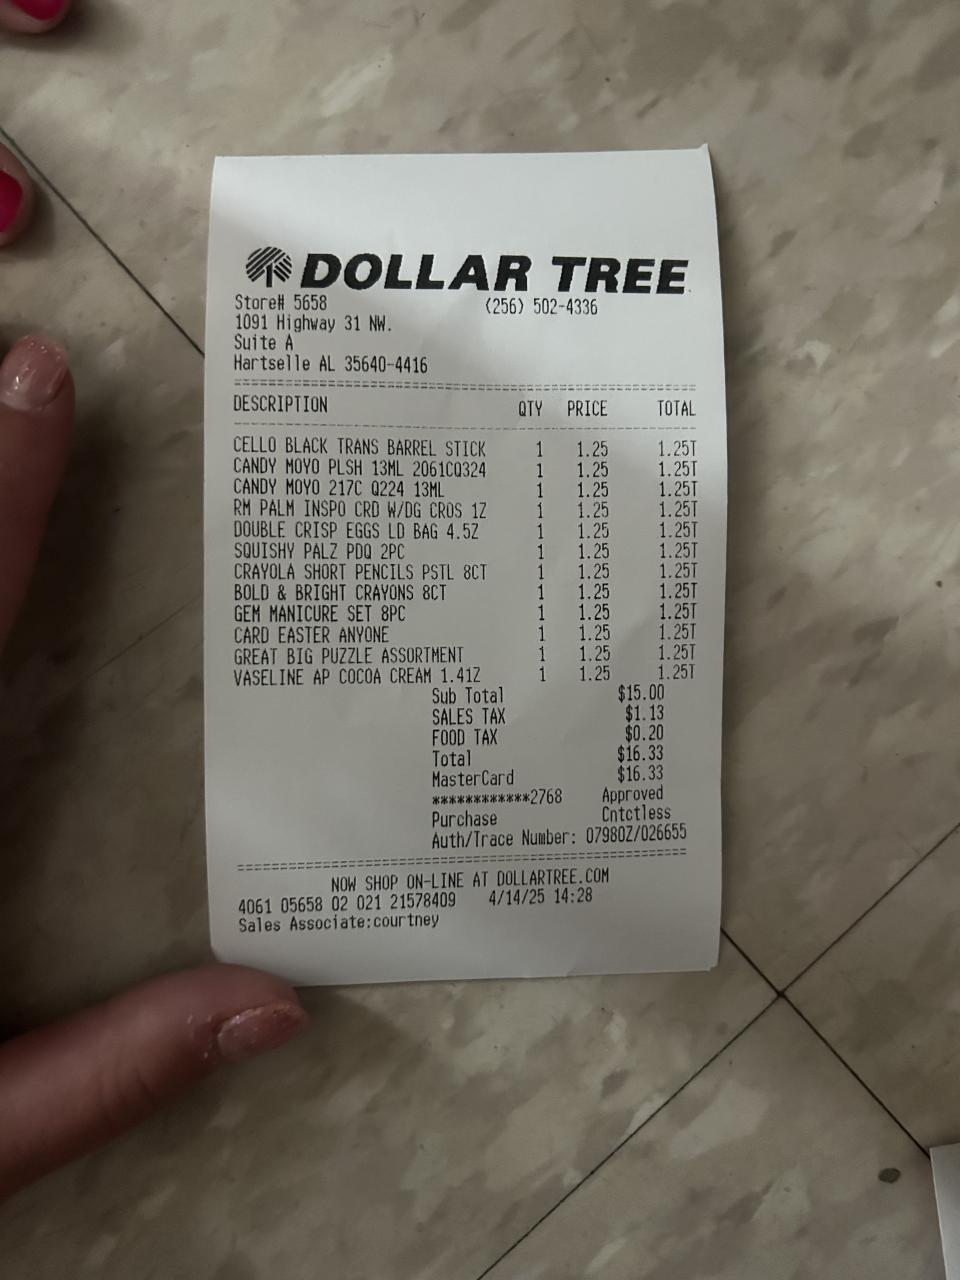 DOLLAR TREE
Store# 5658 (256) 502-4336
1091 Highway 31 NW.
Suite A
Hartselle AL 35640-4416
DESCRIPTION QTY PRICE TOTAL
CELLO BLACK TRANS BARREL STICK 1 1.25 1.25T
CANDY MOYO PLSH 13ML 2061CQ324 1 1.25 1.25T
CANDY MOYO 217C Q224 13ML 1 1.25 1.25T
RM PALM INSPO CRD W/DG CROS 1Z 1 1.25 1.25T
DOUBLE CRISP EGGS LD BAG 4.5Z 1 1.25 1.25T
SQUISHY PALZ PDQ 2PC 1 1.25 1.25T
CRAYOLA SHORT PENCILS PSTL 8CT 1 1.25 1.25T
BOLD & BRIGHT CRAYONS 8CT 1 1.25 1.25T
GEM MANICURE SET 8PC 1 1.25 1.25T
CARD EASTER ANYONE 1 1.25 1.25T
GREAT BIG PUZZLE ASSORTMENT 1 1.25 1.25T
VASELINE AP COCOA CREAM 1.41Z 1 1.25 1.25T
Sub Total $15.00
SALES TAX $1.13
FOOD TAX $0.20
Total $16.33
MasterCard $16.33
************2768 Approved
Purchase Cntctless
Auth/Trace Number: 07980Z/026655
NOW SHOP ON-LINE AT DOLLARTREE.COM
4061 05658 02 021 21578409 4/14/25 14:28
Sales Associate:courtney